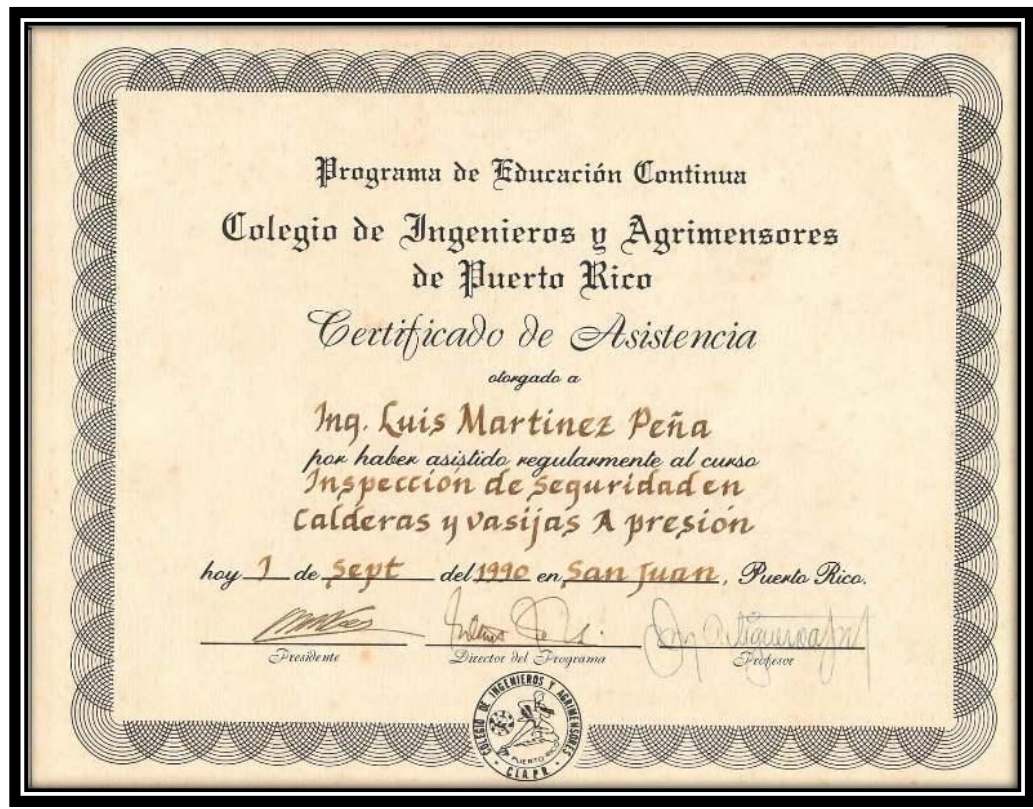 Programa de Educación Continua
Colegio de Ingenieros y Agrimensores
de Puerto Rico
Certificado de Asistencia
otorgado a
Ing. Luis Martinez Peña
por haber asistido regularmente al curso
Inspección de seguridad en
Calderas y vasijas A presión
hoy 1 de Sept del 1990 en San Juan, Puerto Rico.
Presidente Director del Programa Profesor
COLEGIO DE INGENIEROS Y AGRIMENSORES
DE PUERTO RICO
C.I.A.P.R.